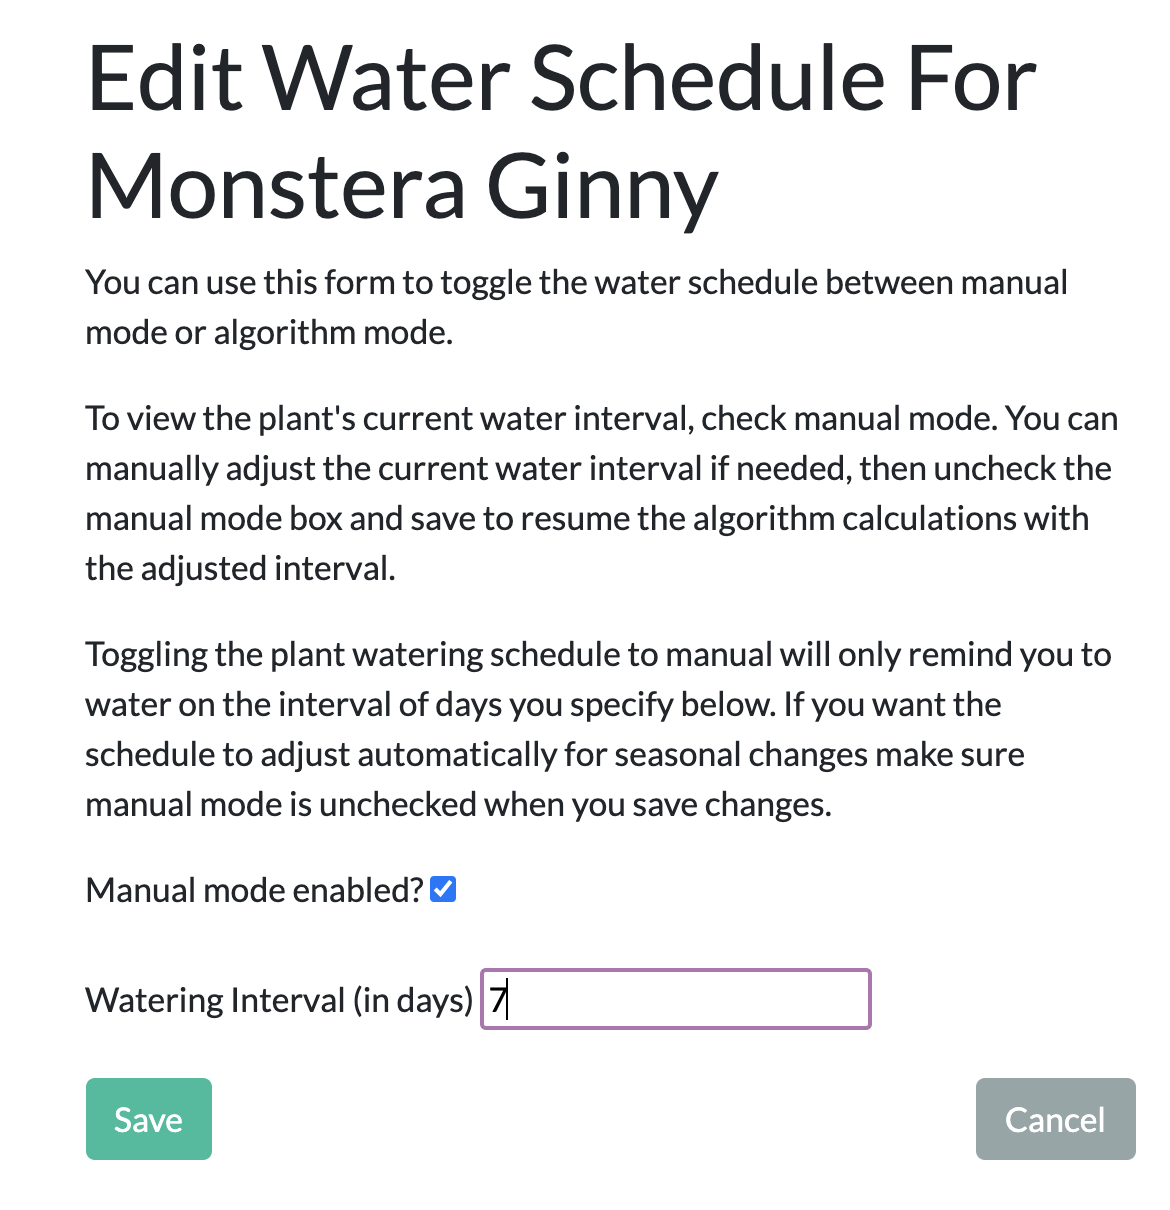 Edit Water Schedule For
Monstera Ginny
You can use this form to toggle the water schedule between manual
mode or algorithm mode.
To view the plant's current water interval, check manual mode. You can
manually adjust the current water interval if needed, then uncheck the
manual mode box and save to resume the algorithm calculations with
the adjusted interval.
Toggling the plant watering schedule to manual will only remind you to
water on the interval of days you specify below. If you want the
schedule to adjust automatically for seasonal changes make sure
manual mode is unchecked when you save changes.
Manual mode enabled?
Watering Interval (in days) 7
Save Cancel